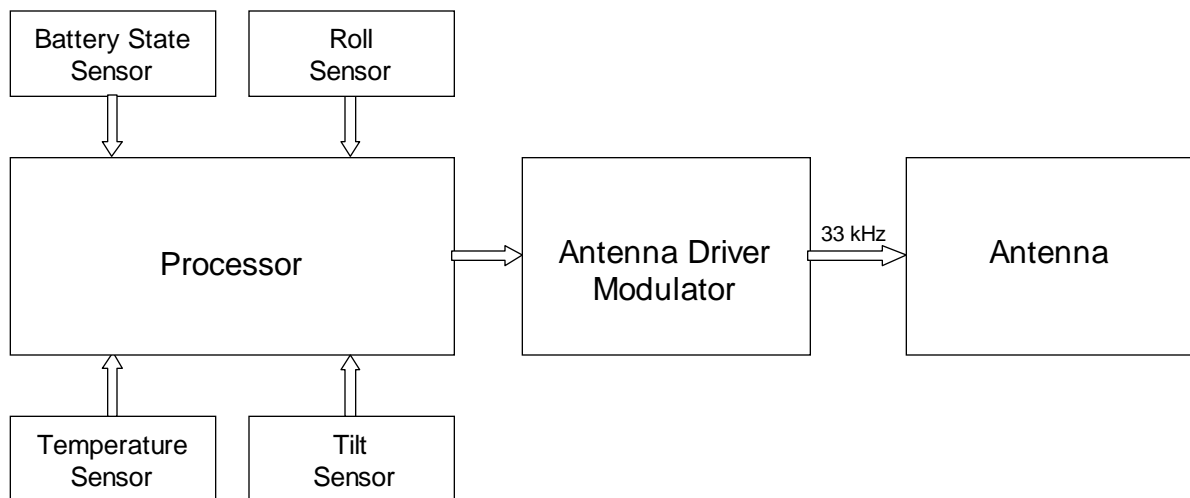 Battery State
Sensor
Roll
Sensor
Processor
Antenna Driver
Modulator
33 kHz
Antenna
Temperature
Sensor
Tilt
Sensor